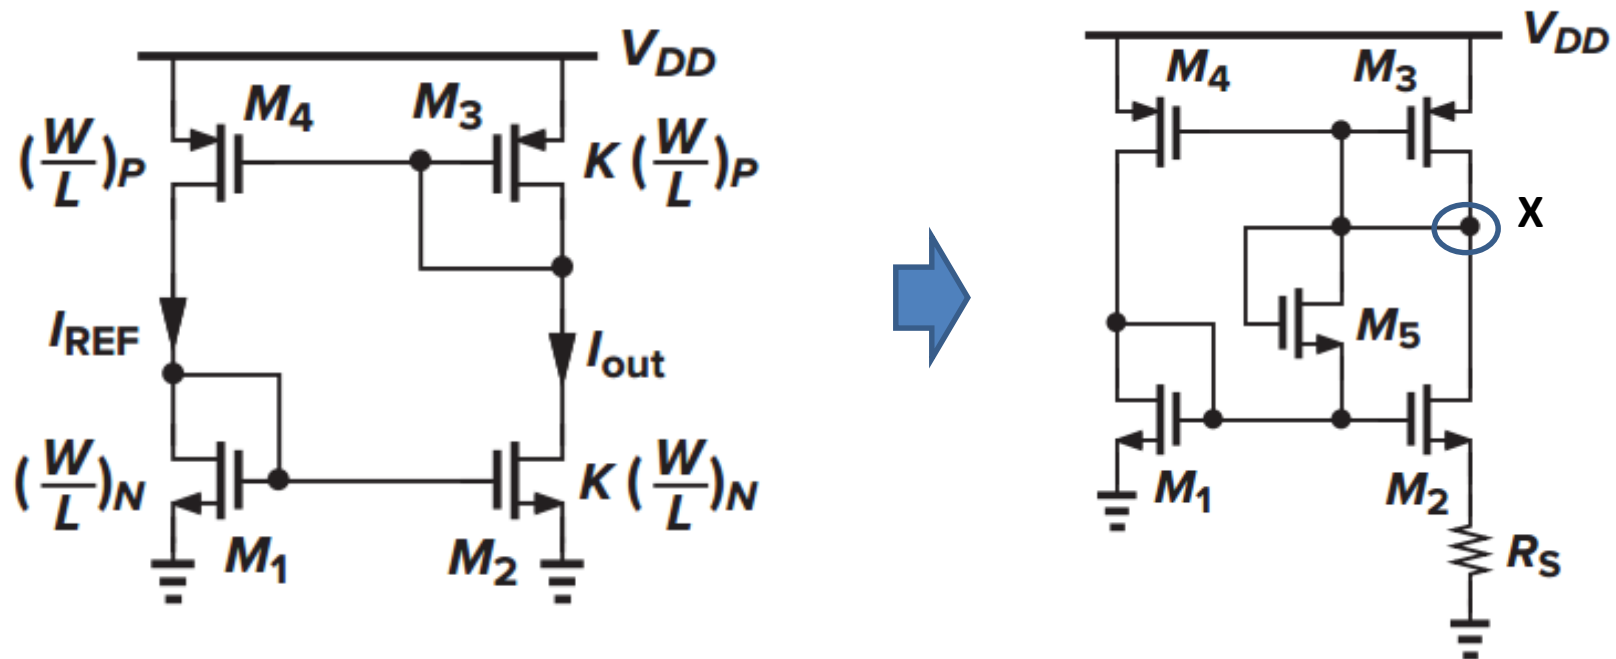 V_DD
M_4
M_3
(W/L)_P
K (W/L)_P
I_REF
I_out
(W/L)_N
K (W/L)_N
M_1
M_2
V_DD
M_4
M_3
X
M_5
M_1
M_2
R_S